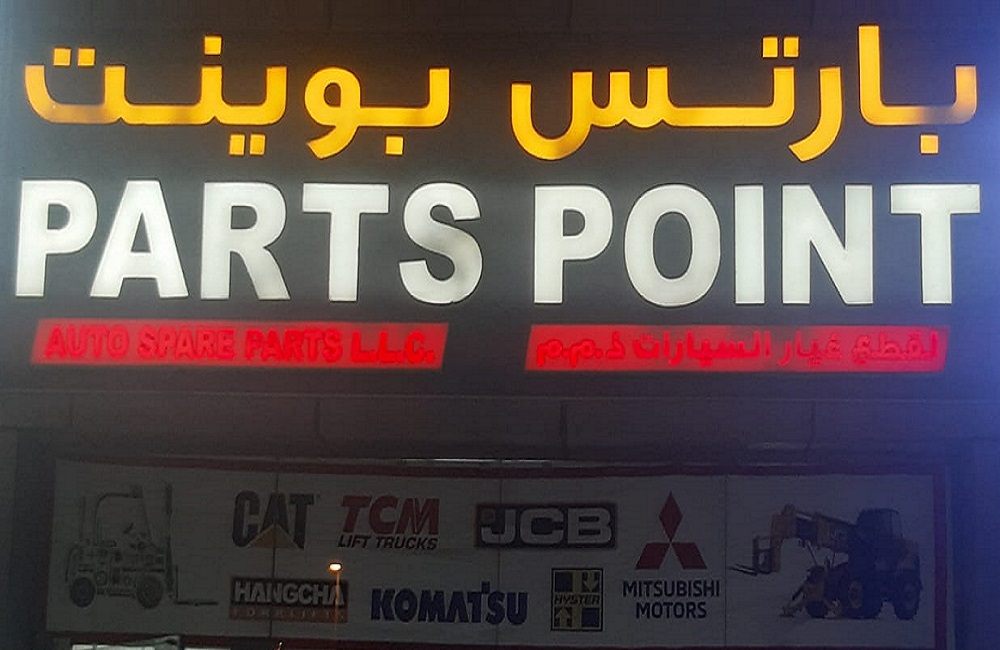 بارتس بوينت
PARTS POINT
AUTO SPARE PARTS L.L.C.
لقطع غيار السيارات ذ.م.م
CAT
TCM
LIFT TRUCKS
JCB
HANGCHA
FORKLIFTS
KOMATSU
HYSTER
MITSUBISHI
MOTORS